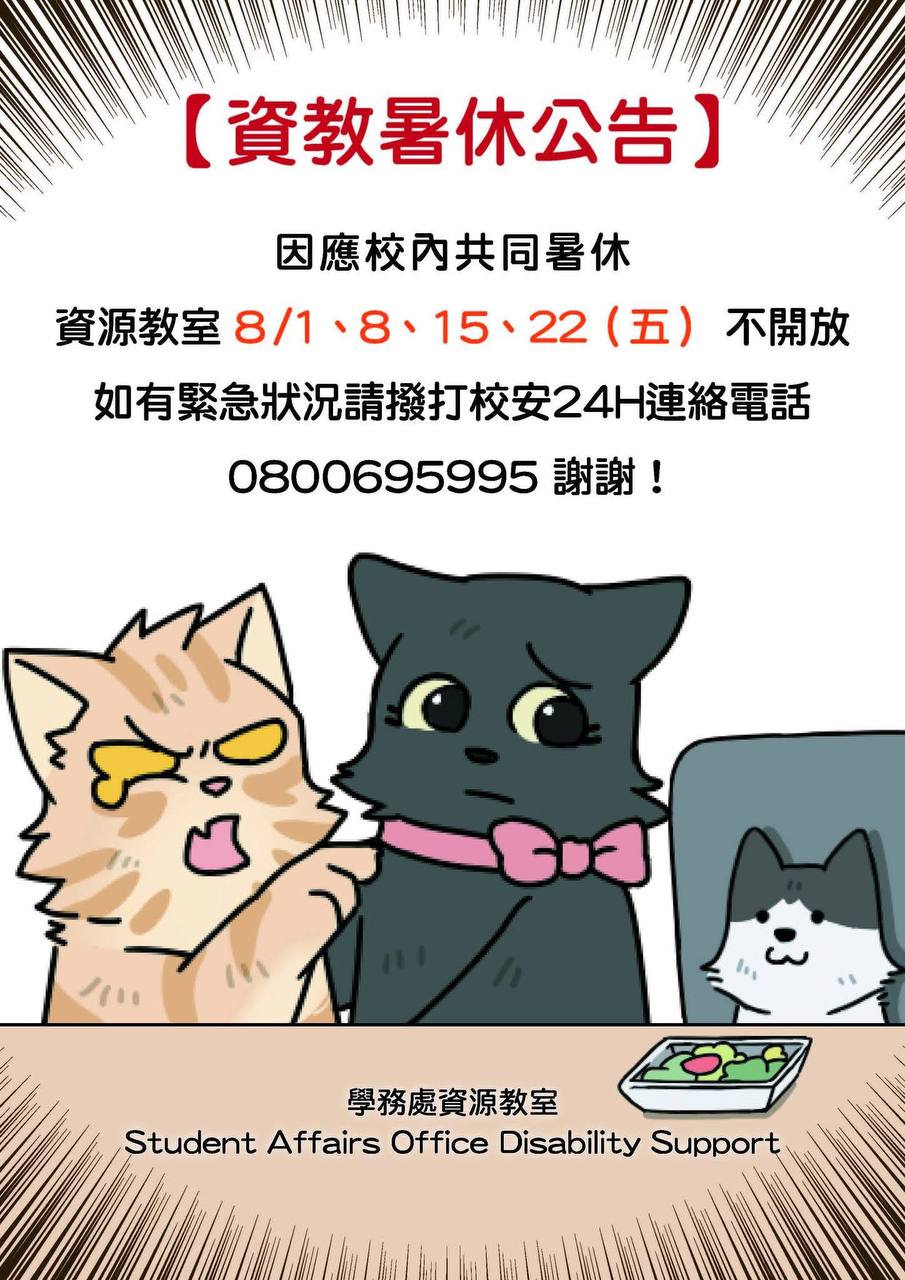 【資教暑休公告】
因應校內共同暑休
資源教室 8/1、8、15、22（五） 不開放
如有緊急狀況請撥打校安24H連絡電話
0800695995 謝謝！
學務處資源教室
Student Affairs Office Disability Support